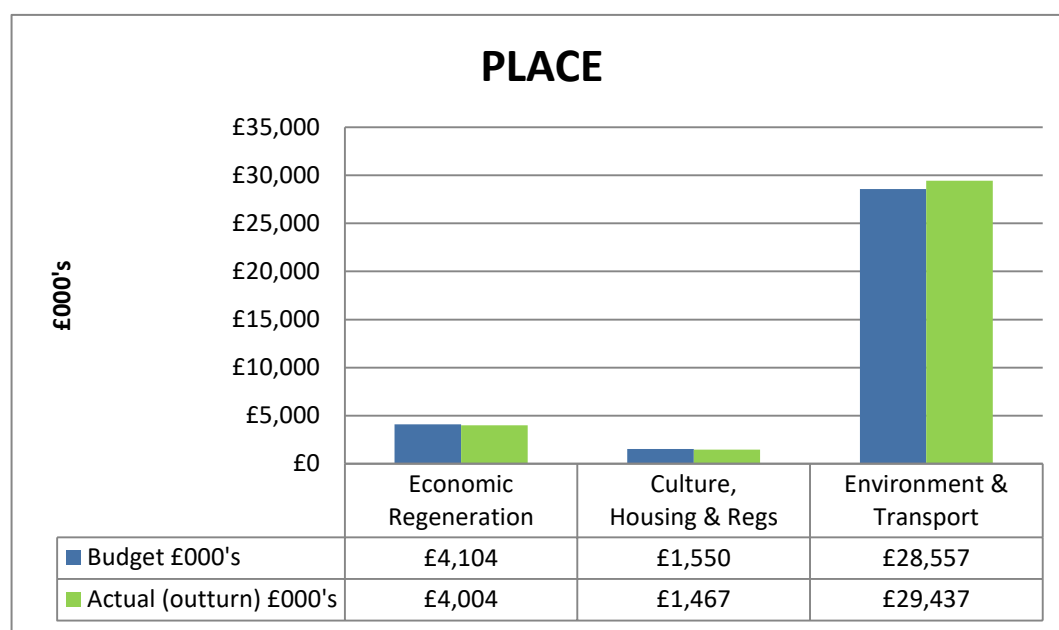 PLACE
£000's
£35,000
£30,000
£25,000
£20,000
£15,000
£10,000
£5,000
£0
Economic
Regeneration
Culture,
Housing & Regs
Environment &
Transport
Budget £000's £4,104 £1,550 £28,557
Actual (outturn) £000's £4,004 £1,467 £29,437